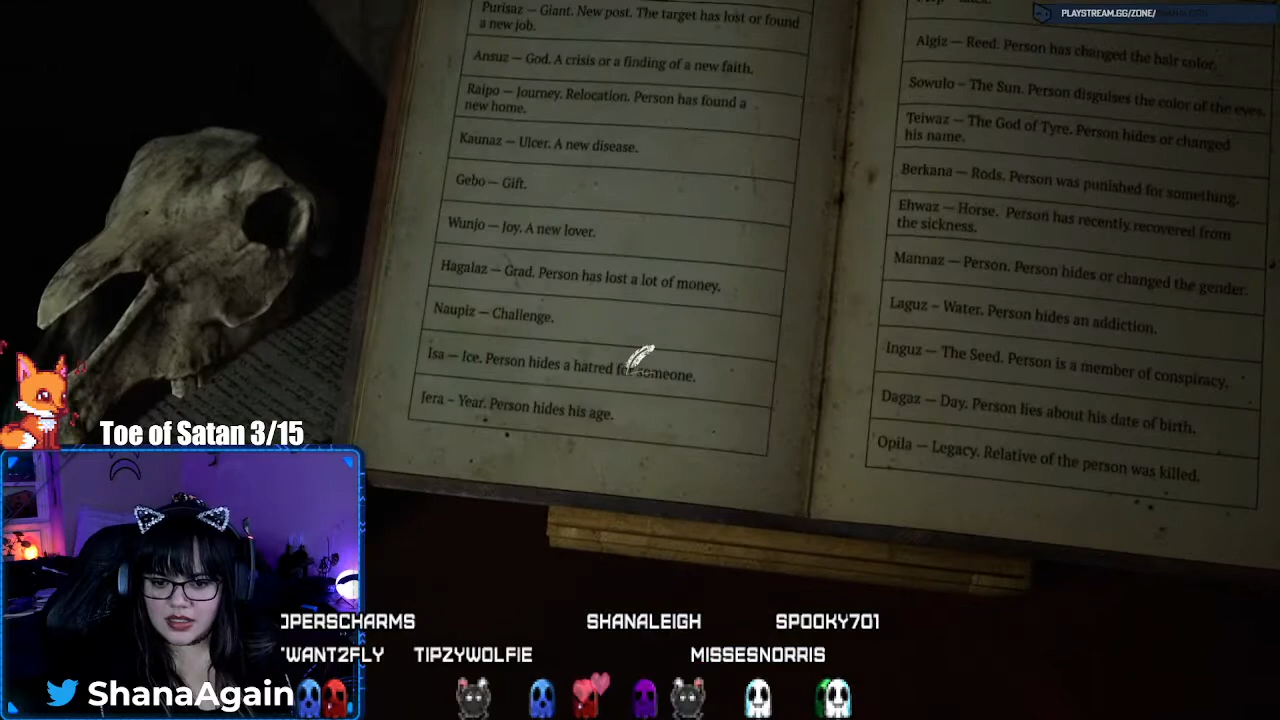 PLAYSTREAM.GG/ZONE/
Purisaz — Giant. New post. The target has lost or found
a new job.
Ansuz — God. A crisis or a finding of a new faith.
Raipo — Journey. Relocation. Person has found a
new home.
Kaunaz — Ulcer. A new disease.
Gebo — Gift.
Wunjo — Joy. A new lover.
Hagalaz — Grad. Person has lost a lot of money.
Naupiz — Challenge.
Isa — Ice. Person hides a hatred for someone.
Jera – Year. Person hides his age.
Algiz — Reed. Person has changed the hair color.
Sowulo – The Sun. Person disguises the color of the eyes.
Teiwaz — The God of Tyre. Person hides or changed
his name.
Berkana — Rods. Person was punished for something.
Ehwaz — Horse. Person has recently recovered from
the sickness.
Mannaz — Person. Person hides or changed the gender.
Laguz – Water. Person hides an addiction.
Inguz — The Seed. Person is a member of conspiracy.
Dagaz — Day. Person lies about his date of birth.
Opila — Legacy. Relative of the person was killed.
Toe of Satan 3/15
OPERSCHARMS SHANALEIGH SPOOKY701
WANT2FLY TIPZYWOLFIE MISSESNORRIS
ShanaAgain